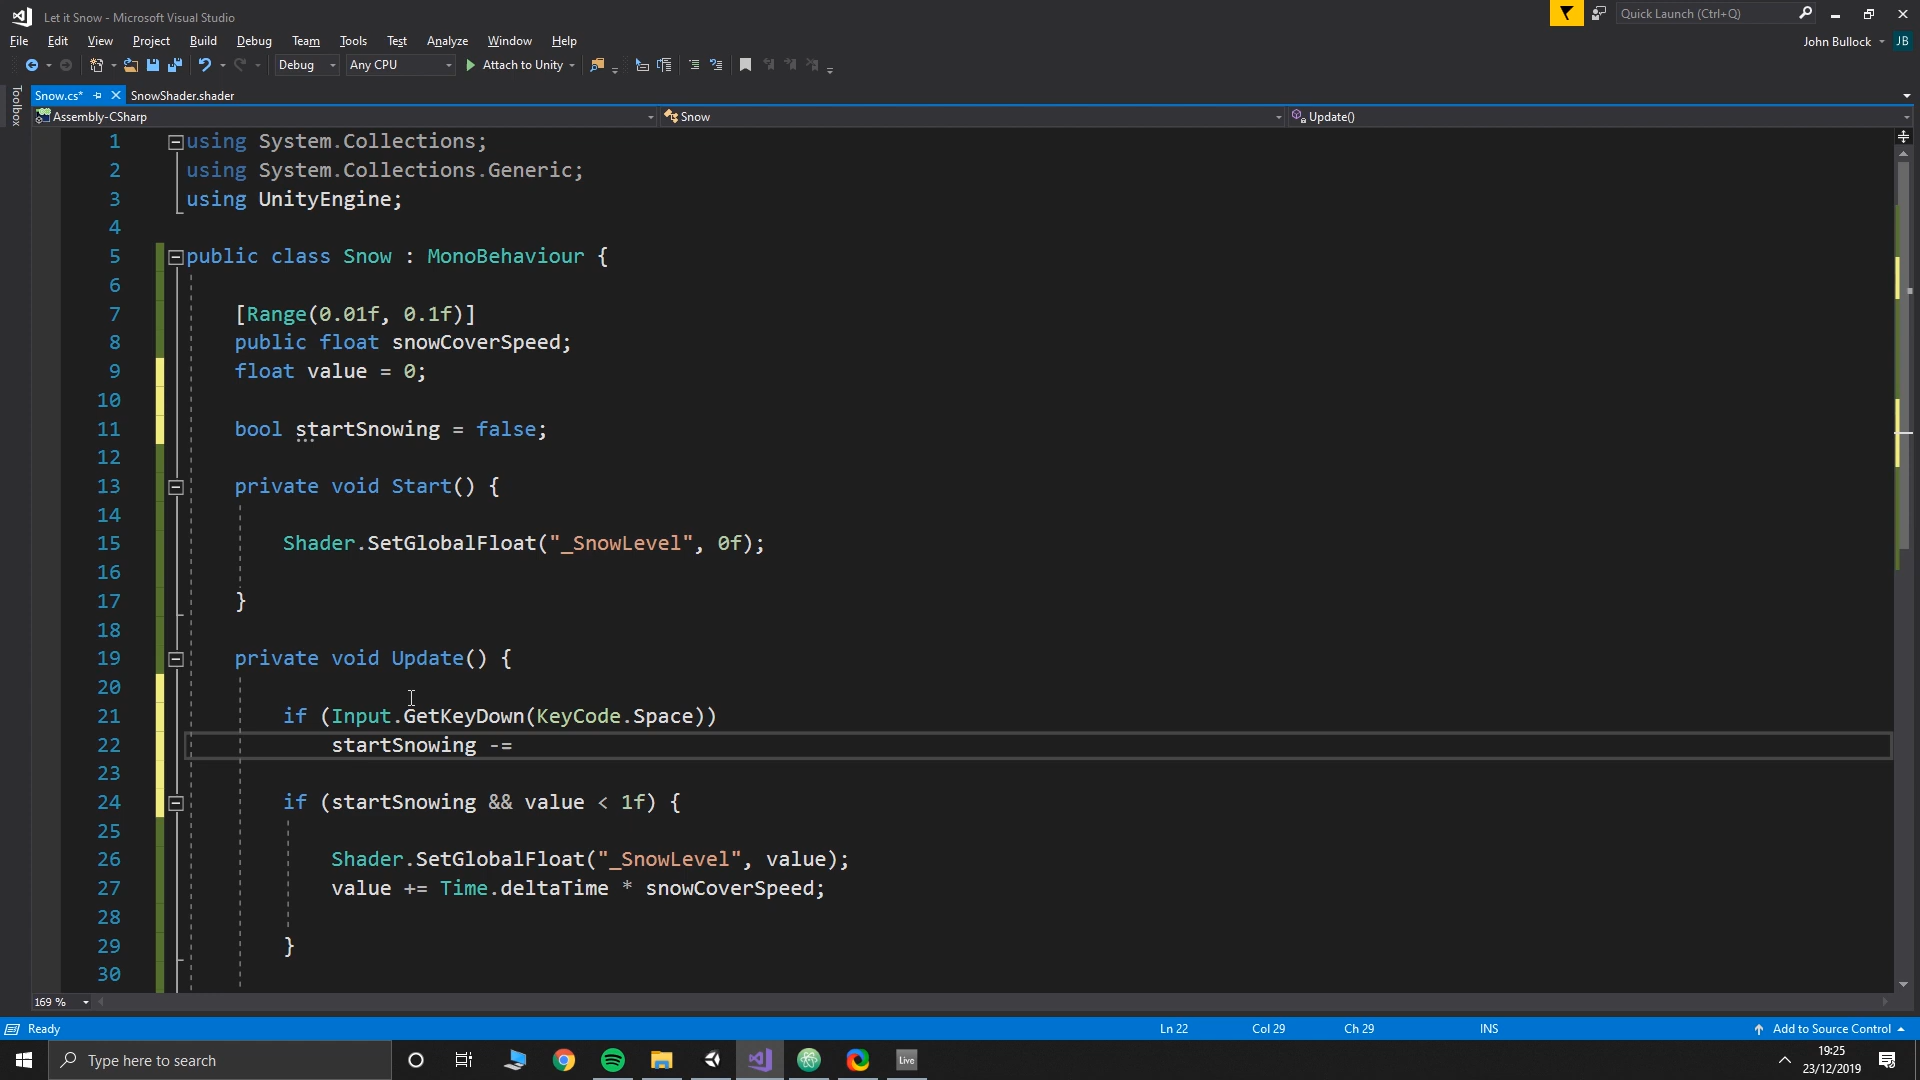 Let it Snow - Microsoft Visual Studio
Quick Launch (Ctrl+Q)
File Edit View Project Build Debug Team Tools Test Analyze Window Help
John Bullock JB
Debug Any CPU Attach to Unity
Toolbox
Snow.cs* SnowShader.shader
Assembly-CSharp Snow Update()
1 using System.Collections;
2 using System.Collections.Generic;
3 using UnityEngine;
4
5 public class Snow : MonoBehaviour {
6
7 [Range(0.01f, 0.1f)]
8 public float snowCoverSpeed;
9 float value = 0;
10
11 bool startSnowing = false;
12
13 private void Start() {
14
15 Shader.SetGlobalFloat("_SnowLevel", 0f);
16
17 }
18
19 private void Update() {
20
21 if (Input.GetKeyDown(KeyCode.Space))
22 startSnowing -=
23
24 if (startSnowing && value < 1f) {
25
26 Shader.SetGlobalFloat("_SnowLevel", value);
27 value += Time.deltaTime * snowCoverSpeed;
28
29 }
30
169 %
Ready Ln 22 Col 29 Ch 29 INS Add to Source Control
Type here to search
Live
19:25
23/12/2019